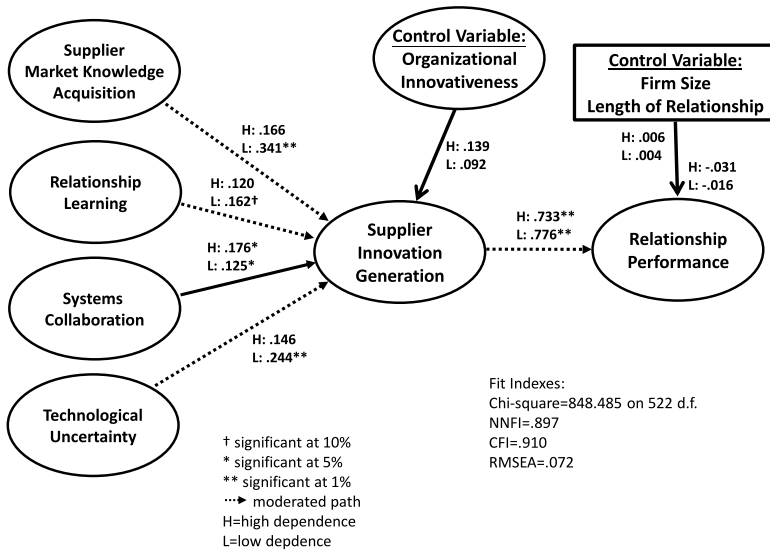 Supplier
Market Knowledge
Acquisition
Control Variable:
Organizational
Innovativeness
Control Variable:
Firm Size
Length of Relationship
H: .166
L: .341**
H: .139
L: .092
H: .006
L: .004
H: -.031
L: -.016
Relationship
Learning
H: .120
L: .162†
Supplier
Innovation
Generation
H: .733**
L: .776**
Relationship
Performance
H: .176*
L: .125*
Systems
Collaboration
H: .146
L: .244**
Technological
Uncertainty
Fit Indexes:
Chi-square=848.485 on 522 d.f.
NNFI=.897
CFI=.910
RMSEA=.072
† significant at 10%
* significant at 5%
** significant at 1%
moderated path
H=high dependence
L=low depdence